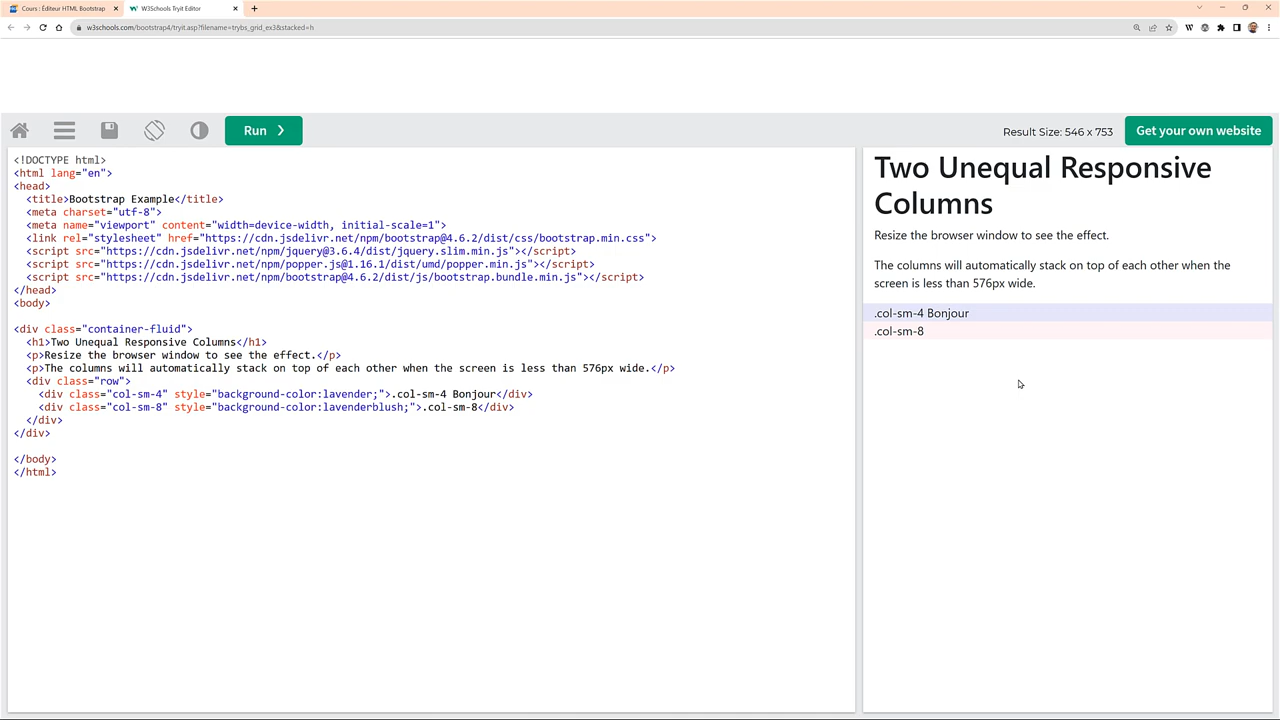 Cours : Éditeur HTML Bootstrap
W3Schools Tryit Editor
w3schools.com/bootstrap4/tryit.asp?filename=trybs_grid_ex3&stacked=h
Run ❯
Result Size: 546 x 753
Get your own website
<!DOCTYPE html>
<html lang="en">
<head>
  <title>Bootstrap Example</title>
  <meta charset="utf-8">
  <meta name="viewport" content="width=device-width, initial-scale=1">
  <link rel="stylesheet" href="https://cdn.jsdelivr.net/npm/bootstrap@4.6.2/dist/css/bootstrap.min.css">
  <script src="https://cdn.jsdelivr.net/npm/jquery@3.6.4/dist/jquery.slim.min.js"></script>
  <script src="https://cdn.jsdelivr.net/npm/popper.js@1.16.1/dist/umd/popper.min.js"></script>
  <script src="https://cdn.jsdelivr.net/npm/bootstrap@4.6.2/dist/js/bootstrap.bundle.min.js"></script>
</head>
<body>
<div class="container-fluid">
  <h1>Two Unequal Responsive Columns</h1>
  <p>Resize the browser window to see the effect.</p>
  <p>The columns will automatically stack on top of each other when the screen is less than 576px wide.</p>
  <div class="row">
    <div class="col-sm-4" style="background-color:lavender;">.col-sm-4 Bonjour</div>
    <div class="col-sm-8" style="background-color:lavenderblush;">.col-sm-8</div>
  </div>
</div>
</body>
</html>
Two Unequal Responsive
Columns
Resize the browser window to see the effect.
The columns will automatically stack on top of each other when the
screen is less than 576px wide.
.col-sm-4 Bonjour
.col-sm-8